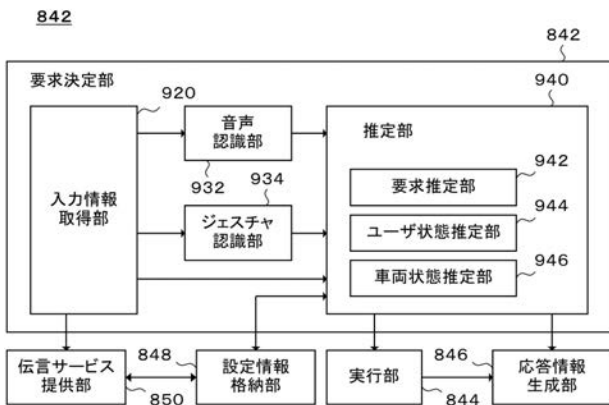 842
842
要求決定部
920
940
音声
認識部
推定部
932
934
942
要求推定部
入力情報
取得部
ジェスチャ
認識部
944
ユーザ状態推定部
946
車両状態推定部
伝言サービス
提供部
848
設定情報
格納部
実行部
846
応答情報
生成部
850
844